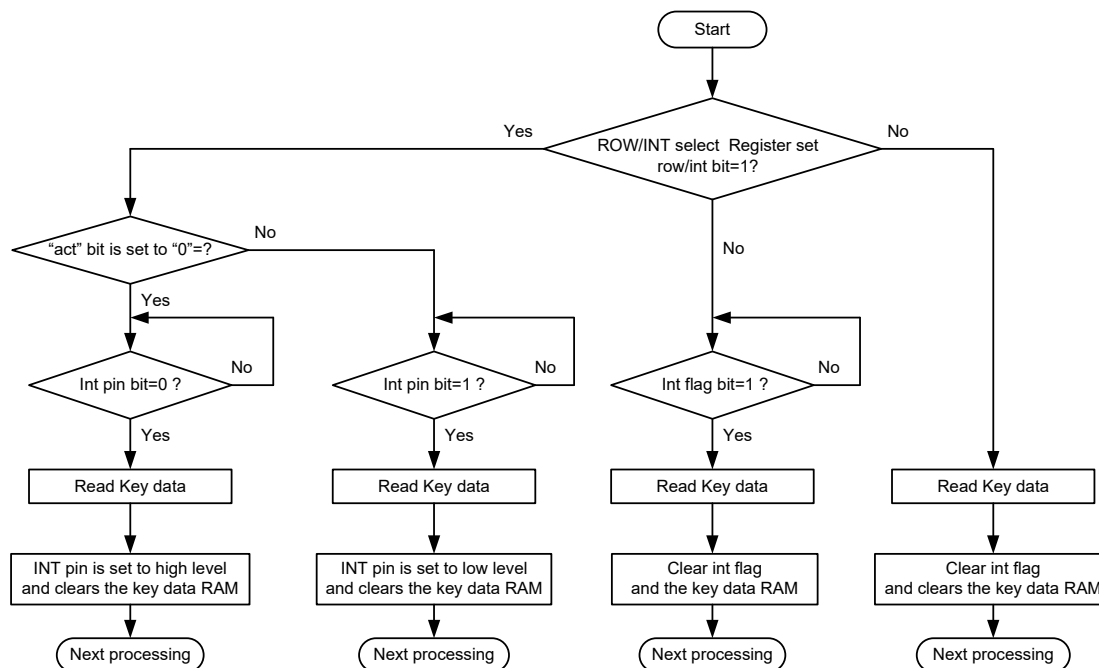 Start
Yes
ROW/INT select  Register set
row/int bit=1?
No
“act” bit is set to “0”=?
No
No
Yes
Int pin bit=0 ?
No
Int pin bit=1 ?
No
Int flag bit=1 ?
No
Yes
Yes
Yes
Read Key data
Read Key data
Read Key data
Read Key data
INT pin is set to high level
and clears the key data RAM
INT pin is set to low level
and clears the key data RAM
Clear int flag
and the key data RAM
Clear int flag
and clears the key data RAM
Next processing
Next processing
Next processing
Next processing